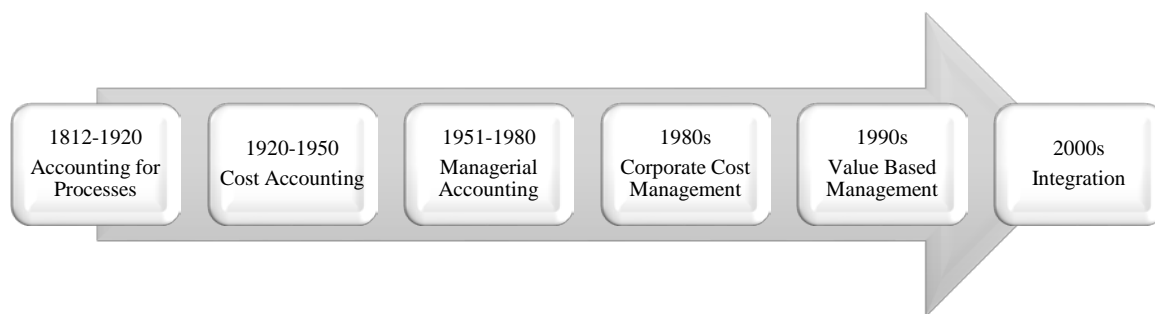 1812-1920
Accounting for
Processes
1920-1950
Cost Accounting
1951-1980
Managerial
Accounting
1980s
Corporate Cost
Management
1990s
Value Based
Management
2000s
Integration